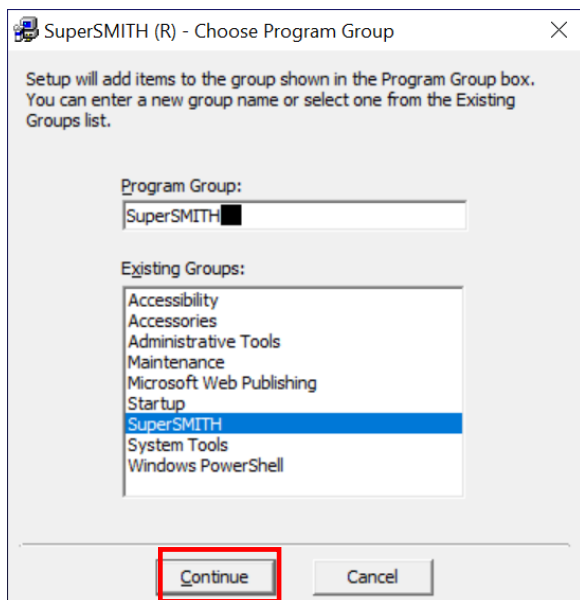 SuperSMITH (R) - Choose Program Group
Setup will add items to the group shown in the Program Group box.
You can enter a new group name or select one from the Existing
Groups list.
Program Group:
SuperSMITH
Existing Groups:
Accessibility
Accessories
Administrative Tools
Maintenance
Microsoft Web Publishing
Startup
SuperSMITH
System Tools
Windows PowerShell
Continue
Cancel